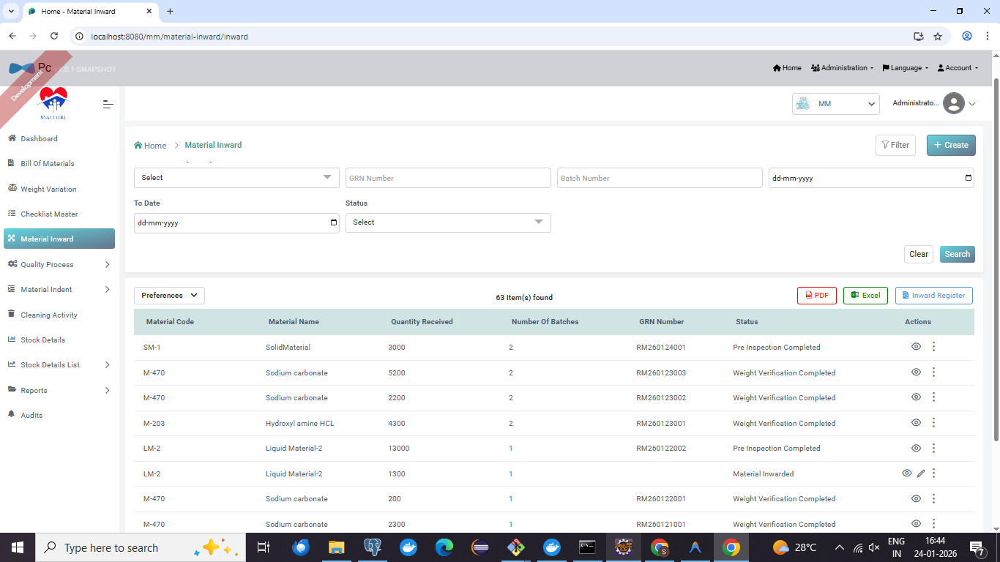 Home - Material Inward
localhost:8080/mm/material-inward/inward
Pc v1.0.1-SNAPSHOT
Development
Home
Administration
Language
Account
MAITHRI
MM
Administrato...
Dashboard
Bill Of Materials
Weight Variation
Checklist Master
Material Inward
Quality Process
Material Indent
Cleaning Activity
Stock Details
Stock Details List
Reports
Audits
Home > Material Inward
Filter
+ Create
Select
GRN Number
Batch Number
dd-mm-yyyy
To Date
Status
dd-mm-yyyy
Select
Clear
Search
Preferences
63 Item(s) found
PDF
Excel
Inward Register
Material Code Material Name Quantity Received Number Of Batches GRN Number Status Actions
SM-1 SolidMaterial 3000 2 RM260124001 Pre Inspection Completed
M-470 Sodium carbonate 5200 2 RM260123003 Weight Verification Completed
M-470 Sodium carbonate 2200 2 RM260123002 Weight Verification Completed
M-203 Hydroxyl amine HCL 4300 2 RM260123001 Weight Verification Completed
LM-2 Liquid Material-2 13000 1 RM260122002 Pre Inspection Completed
LM-2 Liquid Material-2 1300 1 Material Inwarded
M-470 Sodium carbonate 200 1 RM260122001 Weight Verification Completed
M-470 Sodium carbonate 2300 1 RM260121001 Weight Verification Completed
Type here to search
28°C
ENG
IN
16:44
24-01-2026
7